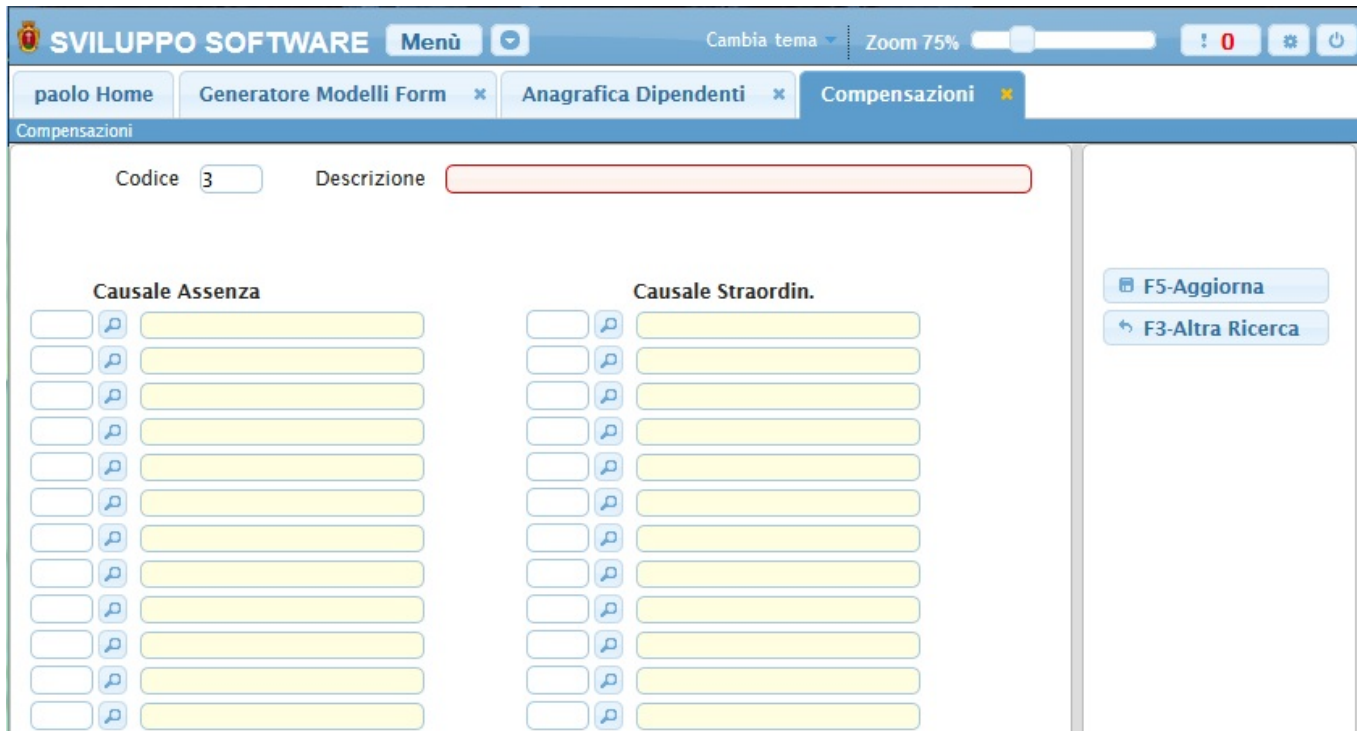 SVILUPPO SOFTWARE Menù Cambia tema Zoom 75% ! 0
paolo Home Generatore Modelli Form × Anagrafica Dipendenti × Compensazioni ×
Compensazioni
Codice 3 Descrizione
Causale Assenza Causale Straordin.
F5-Aggiorna
F3-Altra Ricerca